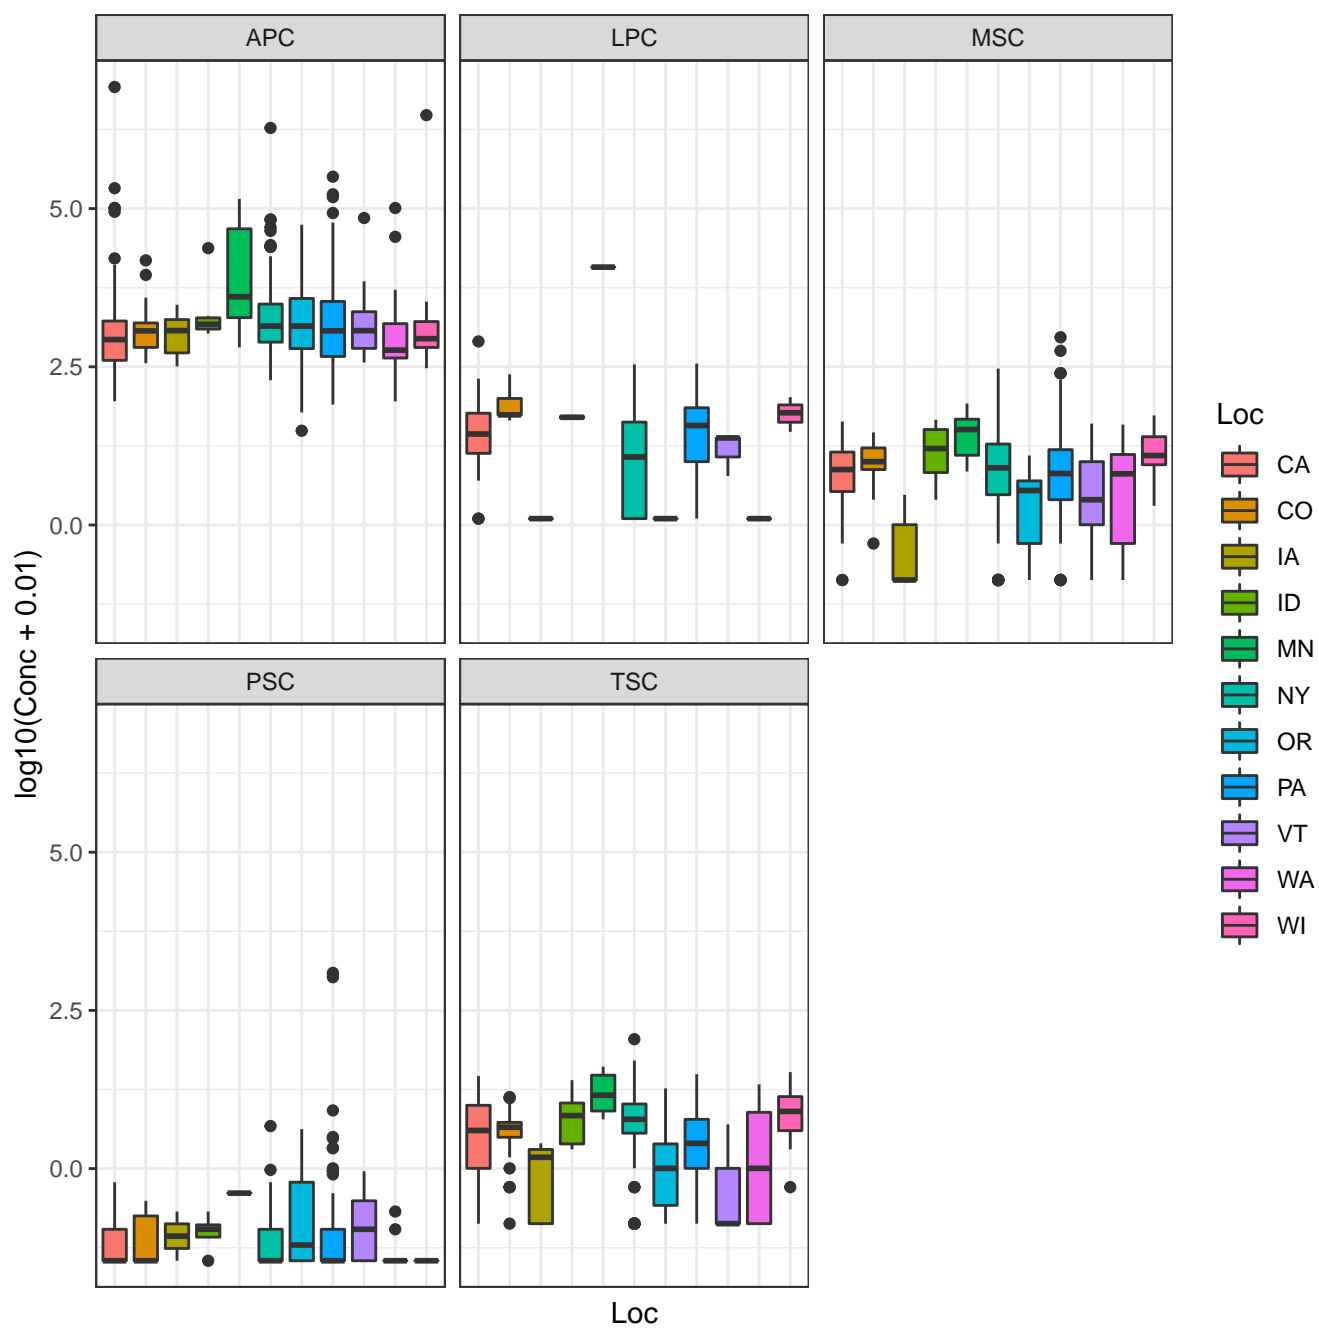 APC
LPC
MSC
5.0
2.5
0.0
PSC
TSC
5.0
2.5
0.0
log10(Conc + 0.01)
Loc
Loc
CA
CO
IA
ID
MN
NY
OR
PA
VT
WA
WI